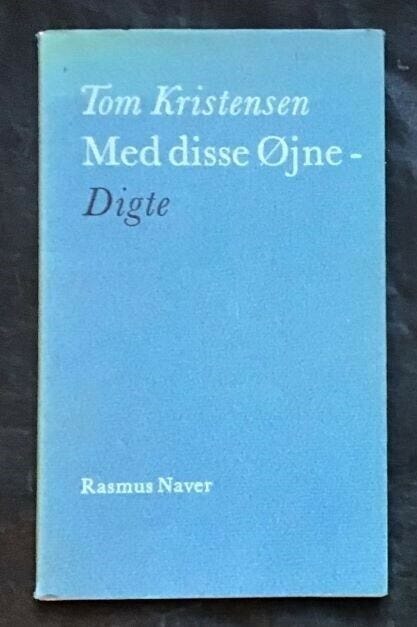 Tom Kristensen
Med disse Øjne -
Digte
Rasmus Naver